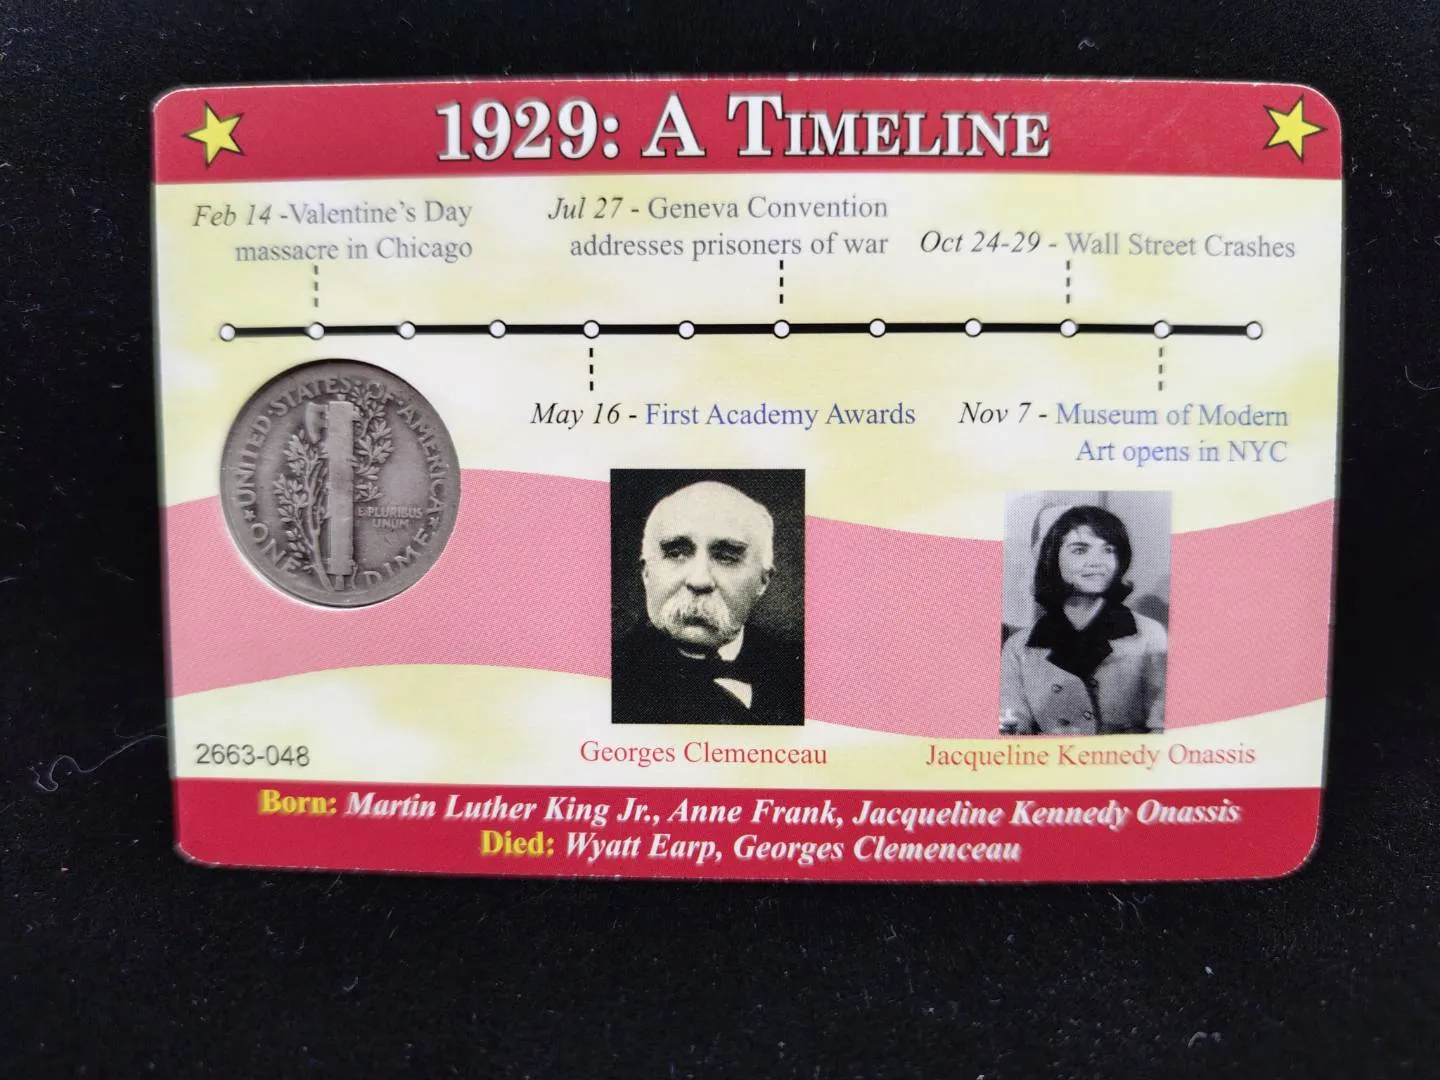 1929: A TIMELINE
Feb 14 -Valentine's Day
massacre in Chicago
Jul 27 - Geneva Convention
addresses prisoners of war
Oct 24-29 - Wall Street Crashes
May 16 - First Academy Awards
Nov 7 - Museum of Modern
Art opens in NYC
UNITED·STATES·OF·AMERICA
E PLURIBUS
UNUM
ONE DIME
Georges Clemenceau
Jacqueline Kennedy Onassis
2663-048
Born: Martin Luther King Jr., Anne Frank, Jacqueline Kennedy Onassis
Died: Wyatt Earp, Georges Clemenceau